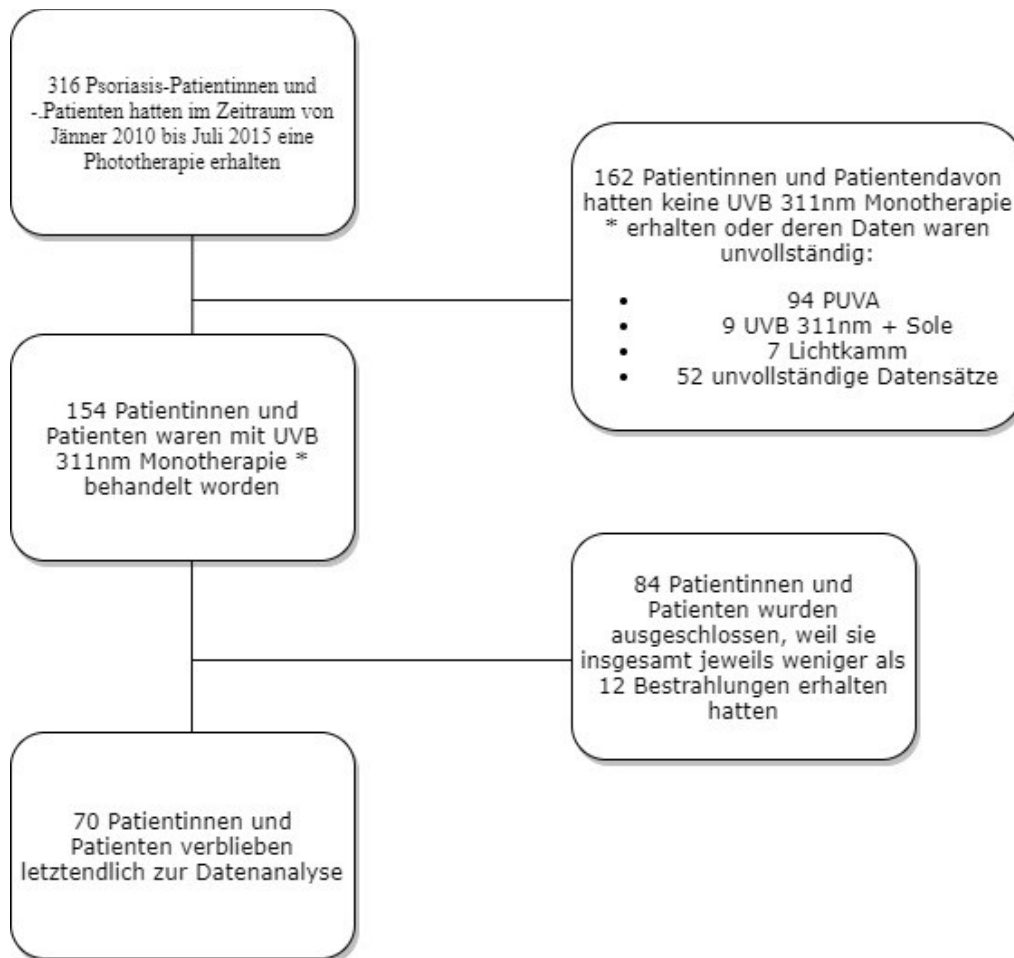 316 Psoriasis-Patientinnen und
-.Patienten hatten im Zeitraum von
Jänner 2010 bis Juli 2015 eine
Phototherapie erhalten
162 Patientinnen und Patientendavon
hatten keine UVB 311nm Monotherapie
* erhalten oder deren Daten waren
unvollständig:
• 94 PUVA
• 9 UVB 311nm + Sole
• 7 Lichtkamm
• 52 unvollständige Datensätze
154 Patientinnen und
Patienten waren mit UVB
311nm Monotherapie *
behandelt worden
84 Patientinnen und
Patienten wurden
ausgeschlossen, weil sie
insgesamt jeweils weniger als
12 Bestrahlungen erhalten
hatten
70 Patientinnen und
Patienten verblieben
letztendlich zur Datenanalyse